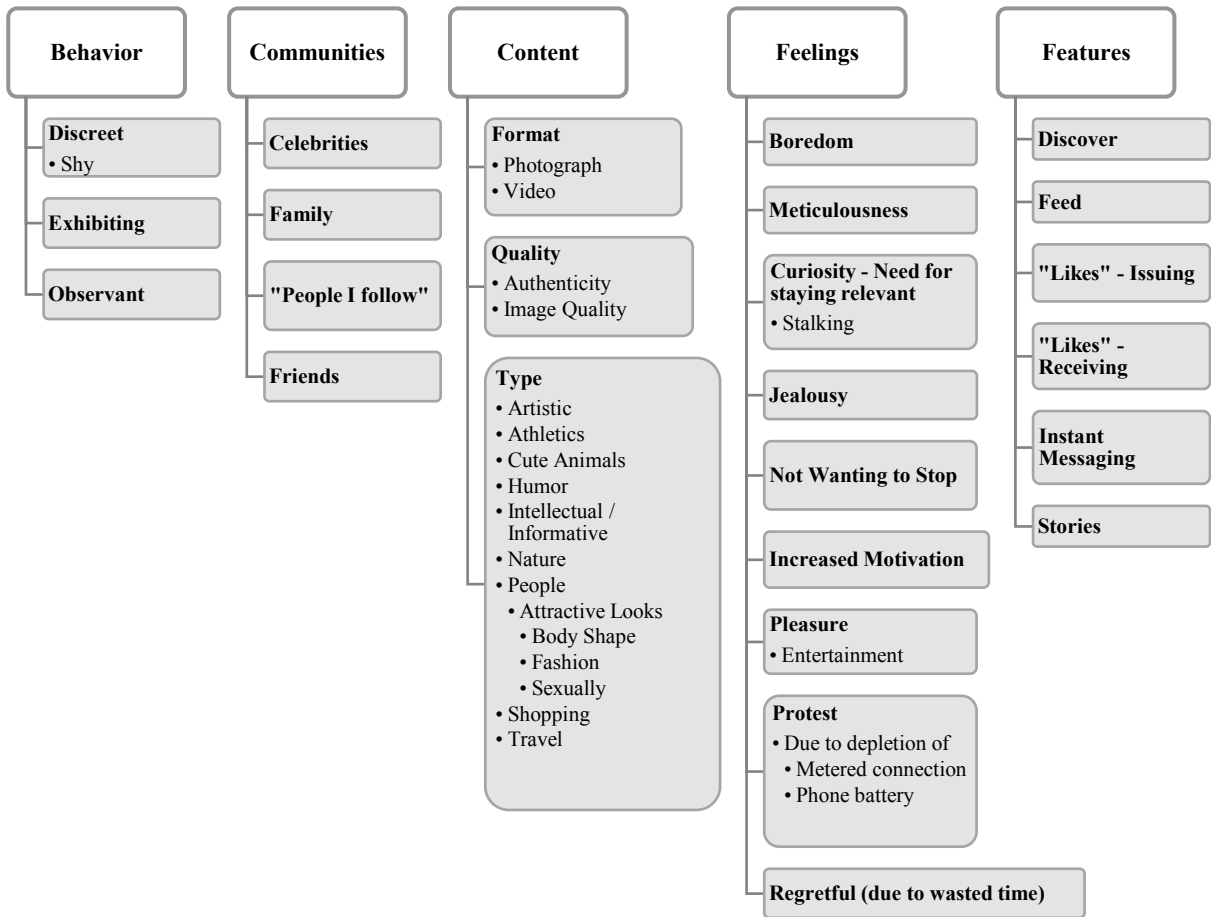 Behavior
Discreet
• Shy
Exhibiting
Observant
Communities
Celebrities
Family
"People I follow"
Friends
Content
Format
• Photograph
• Video
Quality
• Authenticity
• Image Quality
Type
• Artistic
• Athletics
• Cute Animals
• Humor
• Intellectual /
Informative
• Nature
• People
• Attractive Looks
• Body Shape
• Fashion
• Sexually
• Shopping
• Travel
Feelings
Boredom
Meticulousness
Curiosity - Need for
staying relevant
• Stalking
Jealousy
Not Wanting to Stop
Increased Motivation
Pleasure
• Entertainment
Protest
• Due to depletion of
• Metered connection
• Phone battery
Regretful (due to wasted time)
Features
Discover
Feed
"Likes" - Issuing
"Likes" -
Receiving
Instant
Messaging
Stories